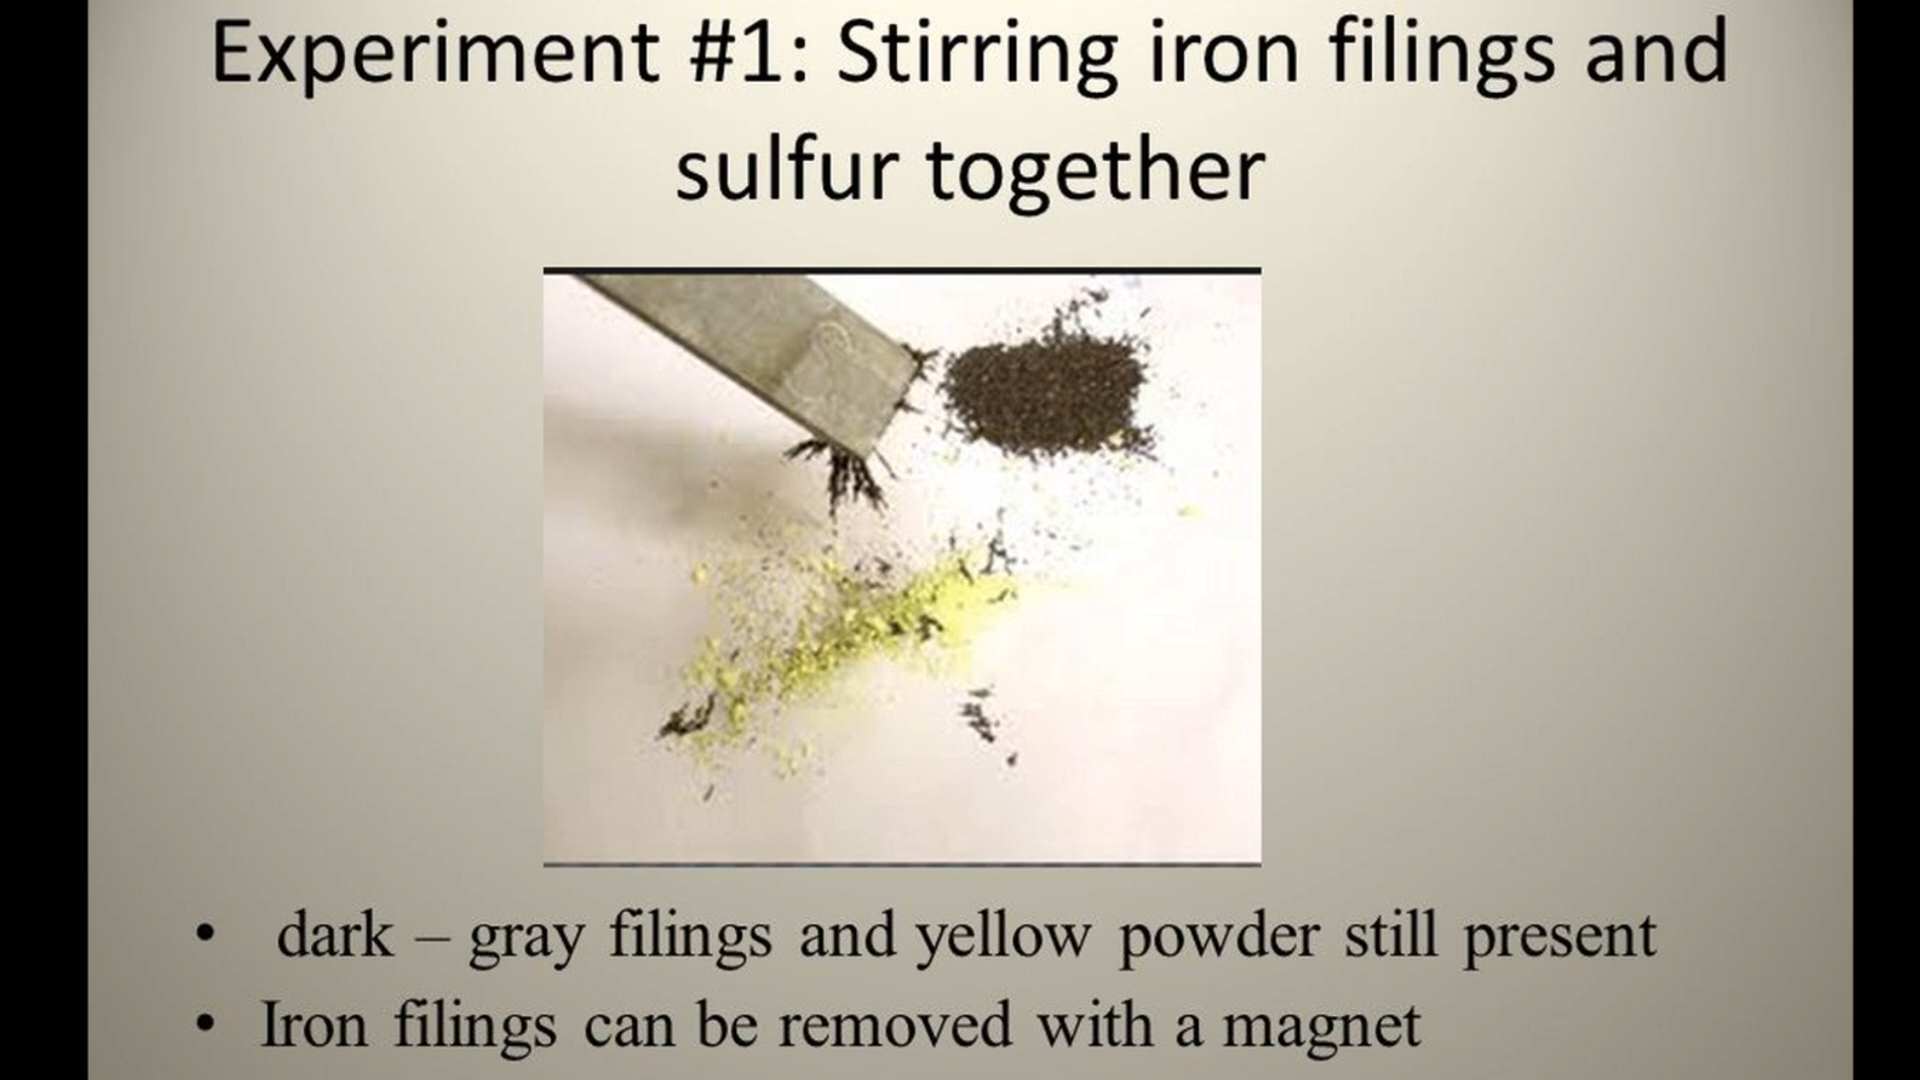 Experiment #1: Stirring iron filings and
sulfur together
• dark – gray filings and yellow powder still present
• Iron filings can be removed with a magnet